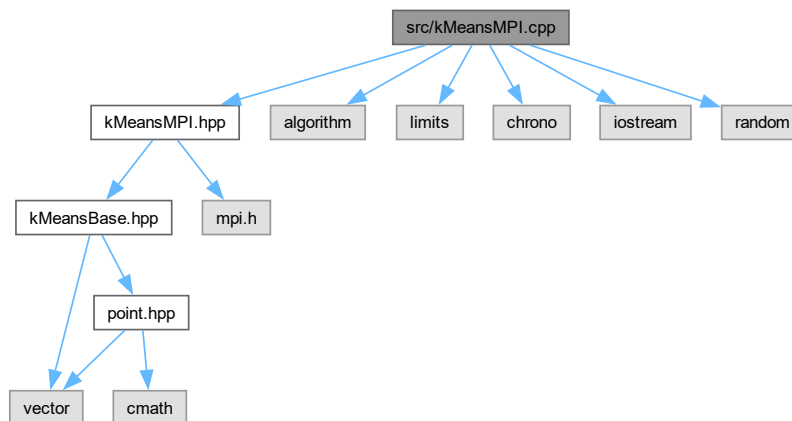 src/kMeansMPI.cpp
kMeansMPI.hpp
algorithm
limits
chrono
iostream
random
kMeansBase.hpp
mpi.h
point.hpp
vector
cmath